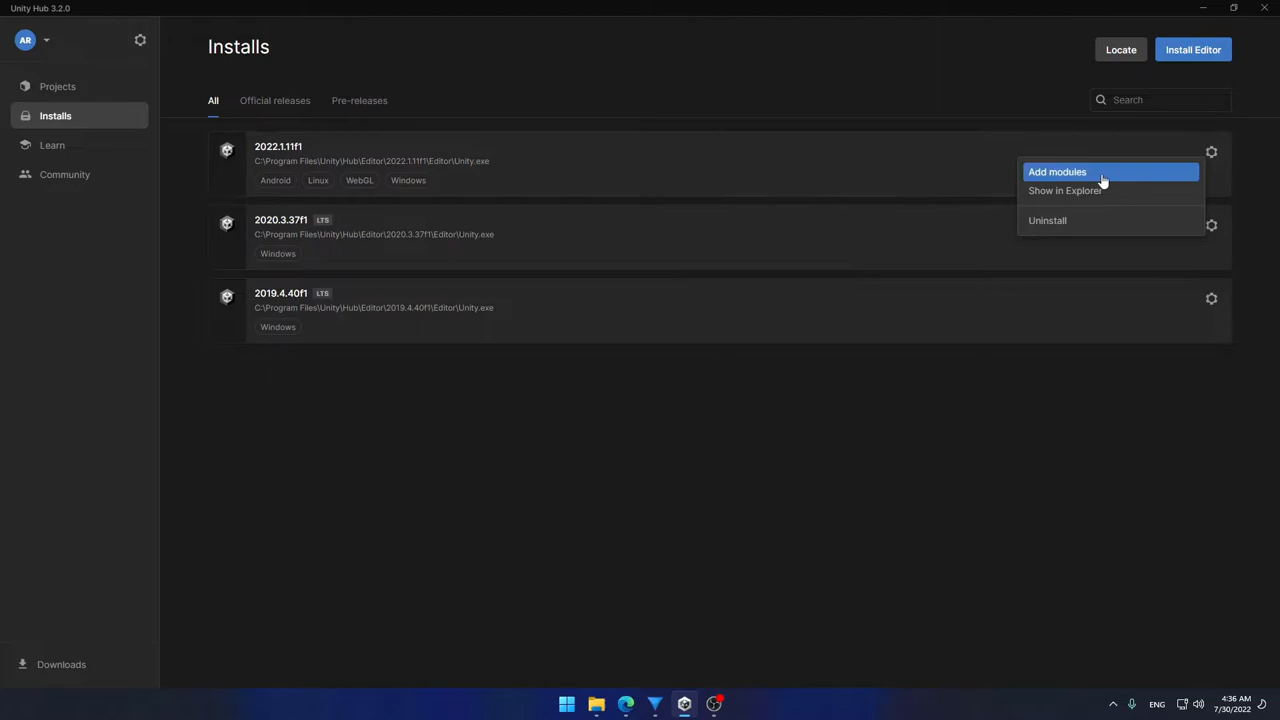 Unity Hub 3.2.0
AR
Installs
Locate
Install Editor
Projects
Installs
Learn
Community
All
Official releases
Pre-releases
Search
2022.1.11f1
C:\Program Files\Unity\Hub\Editor\2022.1.11f1\Editor\Unity.exe
Android
Linux
WebGL
Windows
Add modules
Show in Explorer
Uninstall
2020.3.37f1 LTS
C:\Program Files\Unity\Hub\Editor\2020.3.37f1\Editor\Unity.exe
Windows
2019.4.40f1 LTS
C:\Program Files\Unity\Hub\Editor\2019.4.40f1\Editor\Unity.exe
Windows
Downloads
ENG
4:36 AM
7/30/2022